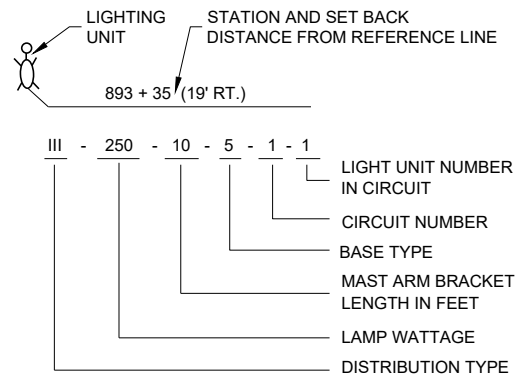 LIGHTING
UNIT
STATION AND SET BACK
DISTANCE FROM REFERENCE LINE
893 + 35 (19' RT.)
III - 250 - 10 - 5 - 1 - 1
LIGHT UNIT NUMBER
IN CIRCUIT
CIRCUIT NUMBER
BASE TYPE
MAST ARM BRACKET
LENGTH IN FEET
LAMP WATTAGE
DISTRIBUTION TYPE